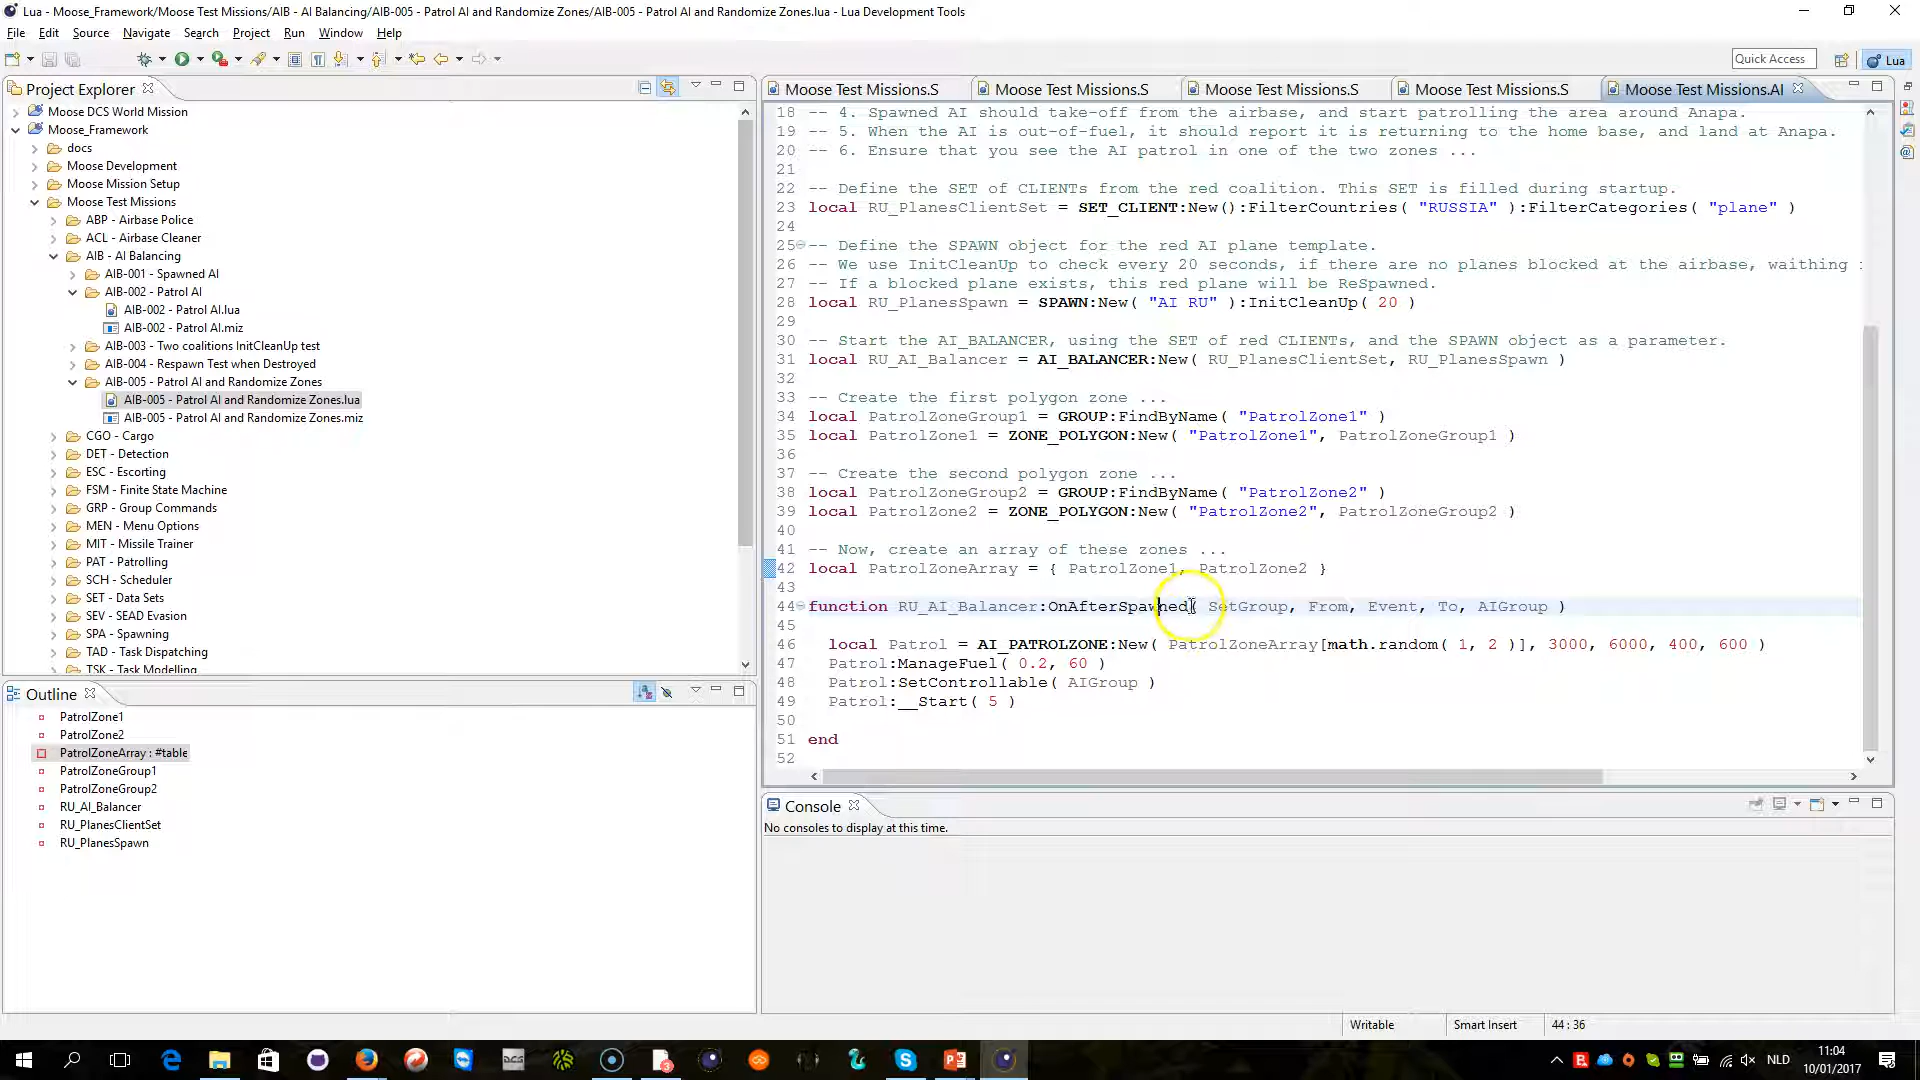 Lua - Moose_Framework/Moose Test Missions/AIB - AI Balancing/AIB-005 - Patrol AI and Randomize Zones/AIB-005 - Patrol AI and Randomize Zones.lua - Lua Development Tools
File Edit Source Navigate Search Project Run Window Help
Quick Access
Lua
Project Explorer
Moose DCS World Mission
Moose_Framework
docs
Moose Development
Moose Mission Setup
Moose Test Missions
ABP - Airbase Police
ACL - Airbase Cleaner
AIB - AI Balancing
AIB-001 - Spawned AI
AIB-002 - Patrol AI
AIB-002 - Patrol AI.lua
AIB-002 - Patrol AI.miz
AIB-003 - Two coalitions InitCleanUp test
AIB-004 - Respawn Test when Destroyed
AIB-005 - Patrol AI and Randomize Zones
AIB-005 - Patrol AI and Randomize Zones.lua
AIB-005 - Patrol AI and Randomize Zones.miz
CGO - Cargo
DET - Detection
ESC - Escorting
FSM - Finite State Machine
GRP - Group Commands
MEN - Menu Options
MIT - Missile Trainer
PAT - Patrolling
SCH - Scheduler
SET - Data Sets
SEV - SEAD Evasion
SPA - Spawning
TAD - Task Dispatching
TSK - Task Modelling
Outline
PatrolZone1
PatrolZone2
PatrolZoneArray : #table
PatrolZoneGroup1
PatrolZoneGroup2
RU_AI_Balancer
RU_PlanesClientSet
RU_PlanesSpawn
Moose Test Missions.S Moose Test Missions.S Moose Test Missions.S Moose Test Missions.S Moose Test Missions.AI
18 -- 4. Spawned AI should take-off from the airbase, and start patrolling the area around Anapa.
19 -- 5. When the AI is out-of-fuel, it should report it is returning to the home base, and land at Anapa.
20 -- 6. Ensure that you see the AI patrol in one of the two zones ...
21
22 -- Define the SET of CLIENTs from the red coalition. This SET is filled during startup.
23 local RU_PlanesClientSet = SET_CLIENT:New():FilterCountries( "RUSSIA" ):FilterCategories( "plane" )
24
25 -- Define the SPAWN object for the red AI plane template.
26 -- We use InitCleanUp to check every 20 seconds, if there are no planes blocked at the airbase, waithing
27 -- If a blocked plane exists, this red plane will be ReSpawned.
28 local RU_PlanesSpawn = SPAWN:New( "AI RU" ):InitCleanUp( 20 )
29
30 -- Start the AI_BALANCER, using the SET of red CLIENTs, and the SPAWN object as a parameter.
31 local RU_AI_Balancer = AI_BALANCER:New( RU_PlanesClientSet, RU_PlanesSpawn )
32
33 -- Create the first polygon zone ...
34 local PatrolZoneGroup1 = GROUP:FindByName( "PatrolZone1" )
35 local PatrolZone1 = ZONE_POLYGON:New( "PatrolZone1", PatrolZoneGroup1 )
36
37 -- Create the second polygon zone ...
38 local PatrolZoneGroup2 = GROUP:FindByName( "PatrolZone2" )
39 local PatrolZone2 = ZONE_POLYGON:New( "PatrolZone2", PatrolZoneGroup2 )
40
41 -- Now, create an array of these zones ...
42 local PatrolZoneArray = { PatrolZone1, PatrolZone2 }
43
44 function RU_AI_Balancer:OnAfterSpawned( SetGroup, From, Event, To, AIGroup )
45
46 local Patrol = AI_PATROLZONE:New( PatrolZoneArray[math.random( 1, 2 )], 3000, 6000, 400, 600 )
47 Patrol:ManageFuel( 0.2, 60 )
48 Patrol:SetControllable( AIGroup )
49 Patrol:__Start( 5 )
50
51 end
52
Console
No consoles to display at this time.
Writable Smart Insert 44 : 36
NLD
11:04
10/01/2017